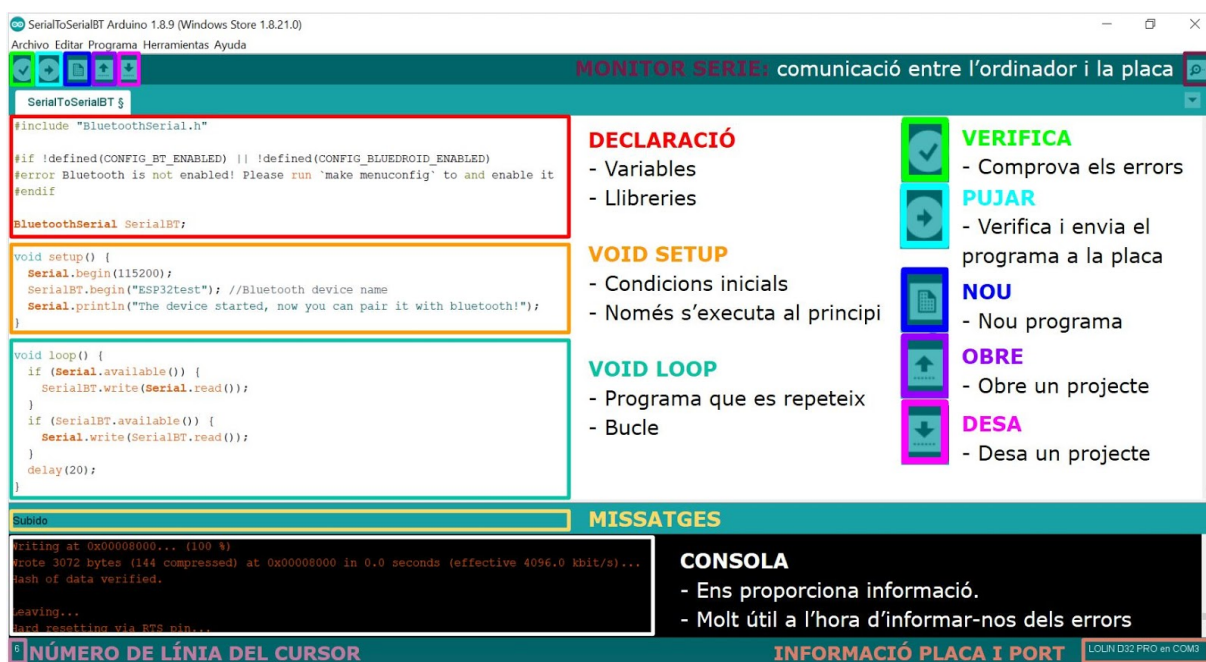 SerialToSerialBT Arduino 1.8.9 (Windows Store 1.8.21.0)
Archivo Editar Programa Herramientas Ayuda
MONITOR SERIE: comunicació entre l'ordinador i la placa
SerialToSerialBT §
#include "BluetoothSerial.h"
#if !defined(CONFIG_BT_ENABLED) || !defined(CONFIG_BLUEDROID_ENABLED)
#error Bluetooth is not enabled! Please run `make menuconfig` to and enable it
#endif
BluetoothSerial SerialBT;
void setup() {
Serial.begin(115200);
SerialBT.begin("ESP32test"); //Bluetooth device name
Serial.println("The device started, now you can pair it with bluetooth!");
}
void loop() {
if (Serial.available()) {
SerialBT.write(Serial.read());
}
if (SerialBT.available()) {
Serial.write(SerialBT.read());
}
delay(20);
}
DECLARACIÓ
- Variables
- Llibreries
VOID SETUP
- Condicions inicials
- Només s'executa al principi
VOID LOOP
- Programa que es repeteix
- Bucle
VERIFICA
- Comprova els errors
PUJAR
- Verifica i envia el
programa a la placa
NOU
- Nou programa
OBRE
- Obre un projecte
DESA
- Desa un projecte
Subido
MISSATGES
Writing at 0x00008000... (100 %)
Wrote 3072 bytes (144 compressed) at 0x00008000 in 0.0 seconds (effective 4096.0 kbit/s)...
Hash of data verified.
Leaving...
Hard resetting via RTS pin...
CONSOLA
- Ens proporciona informació.
- Molt útil a l'hora d'informar-nos dels errors
6
NÚMERO DE LÍNIA DEL CURSOR
INFORMACIÓ PLACA I PORT
LOLIN D32 PRO en COM3